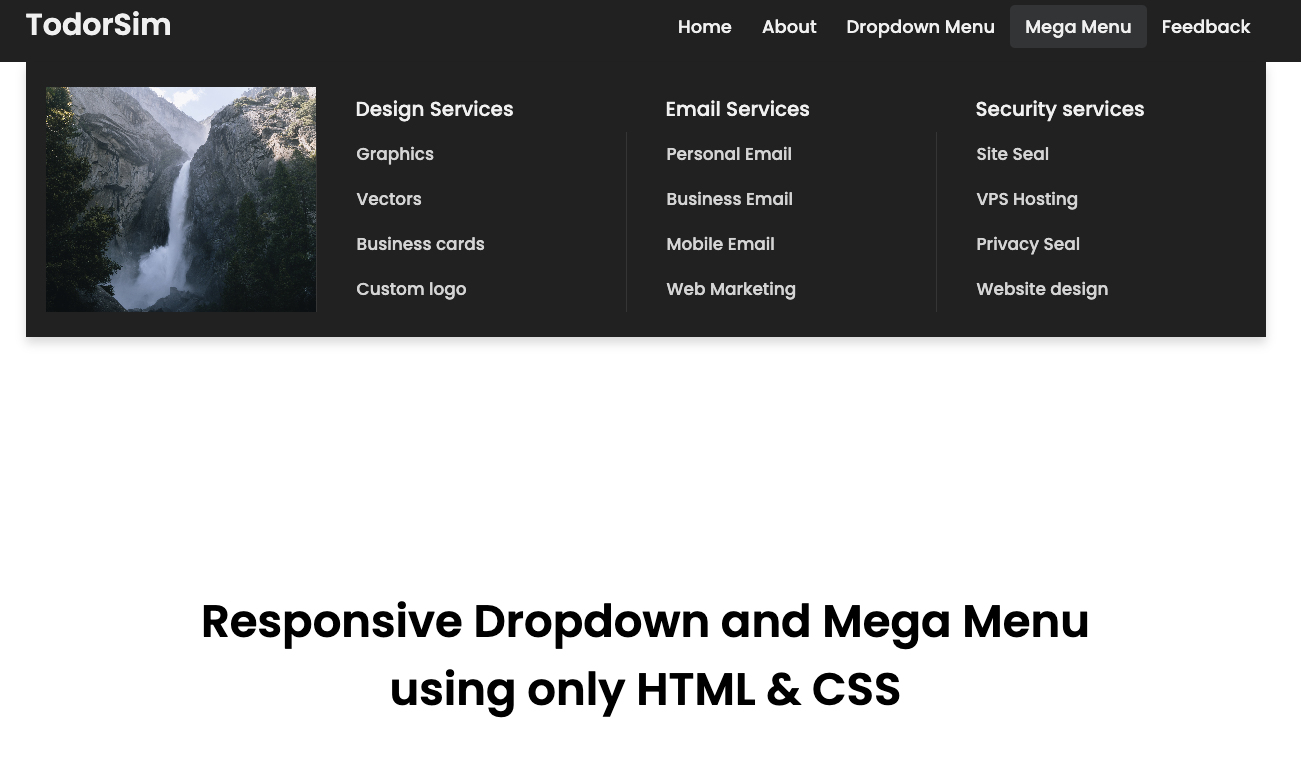 TodorSim
Home
About
Dropdown Menu
Mega Menu
Feedback
Design Services
Graphics
Vectors
Business cards
Custom logo
Email Services
Personal Email
Business Email
Mobile Email
Web Marketing
Security services
Site Seal
VPS Hosting
Privacy Seal
Website design
Responsive Dropdown and Mega Menu
using only HTML & CSS